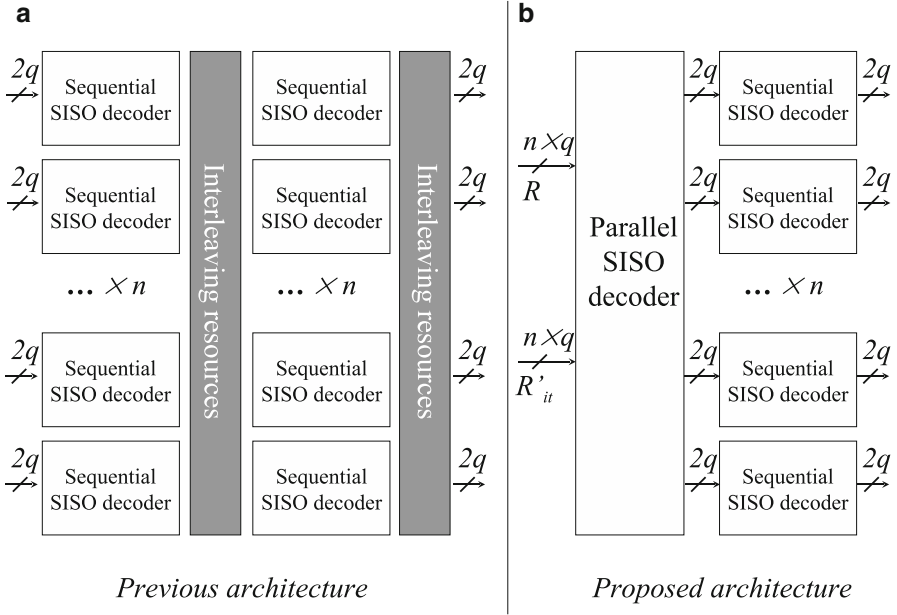 a
2q
Sequential
SISO decoder
2q
Sequential
SISO decoder
... × n
2q
Sequential
SISO decoder
2q
Sequential
SISO decoder
Interleaving resources
Sequential
SISO decoder
Sequential
SISO decoder
... × n
Sequential
SISO decoder
Sequential
SISO decoder
Interleaving resources
2q
2q
2q
2q
Previous architecture
b
n×q
R
n×q
R'it
Parallel
SISO
decoder
2q
Sequential
SISO decoder
2q
2q
Sequential
SISO decoder
2q
... × n
2q
Sequential
SISO decoder
2q
2q
Sequential
SISO decoder
2q
Proposed architecture